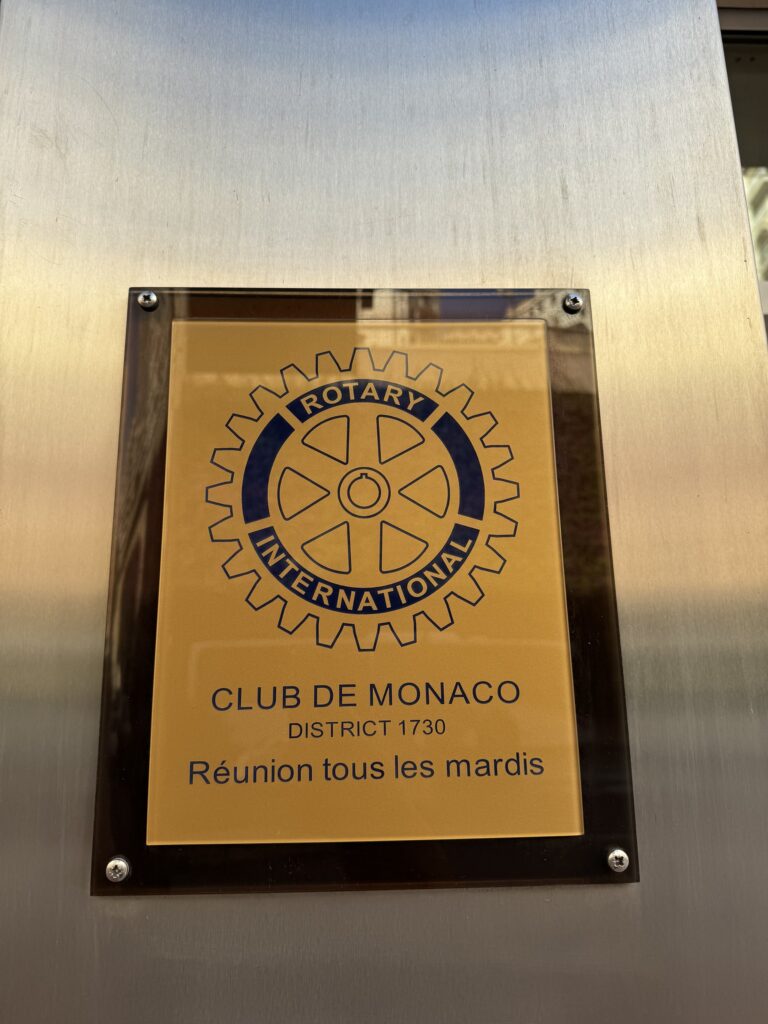 ROTARY
INTERNATIONAL
CLUB DE MONACO
DISTRICT 1730
Réunion tous les mardis